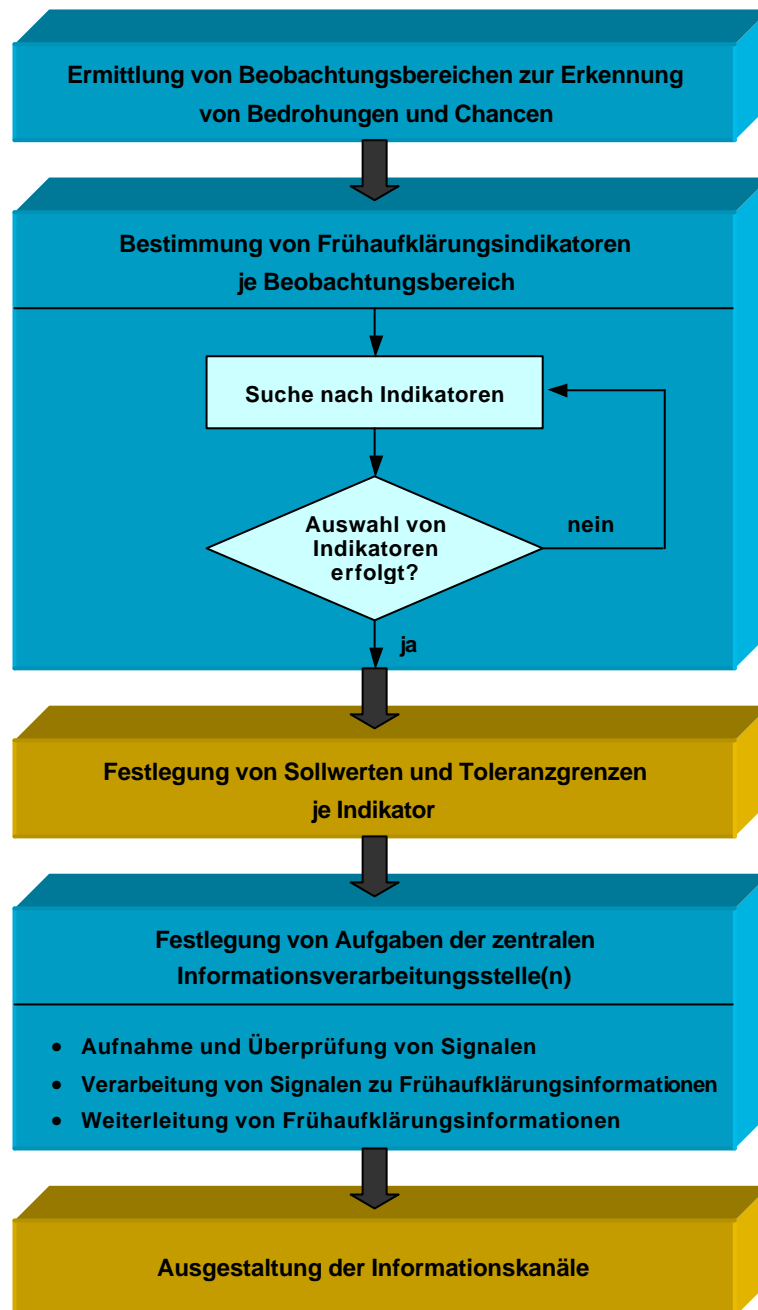 Ermittlung von Beobachtungsbereichen zur Erkennung
von Bedrohungen und Chancen
Bestimmung von Frühaufklärungsindikatoren
je Beobachtungsbereich
Suche nach Indikatoren
Auswahl von
Indikatoren
erfolgt?
nein
ja
Festlegung von Sollwerten und Toleranzgrenzen
je Indikator
Festlegung von Aufgaben der zentralen
Informationsverarbeitungsstelle(n)
• Aufnahme und Überprüfung von Signalen
• Verarbeitung von Signalen zu Frühaufklärungsinformationen
• Weiterleitung von Frühaufklärungsinformationen
Ausgestaltung der Informationskanäle